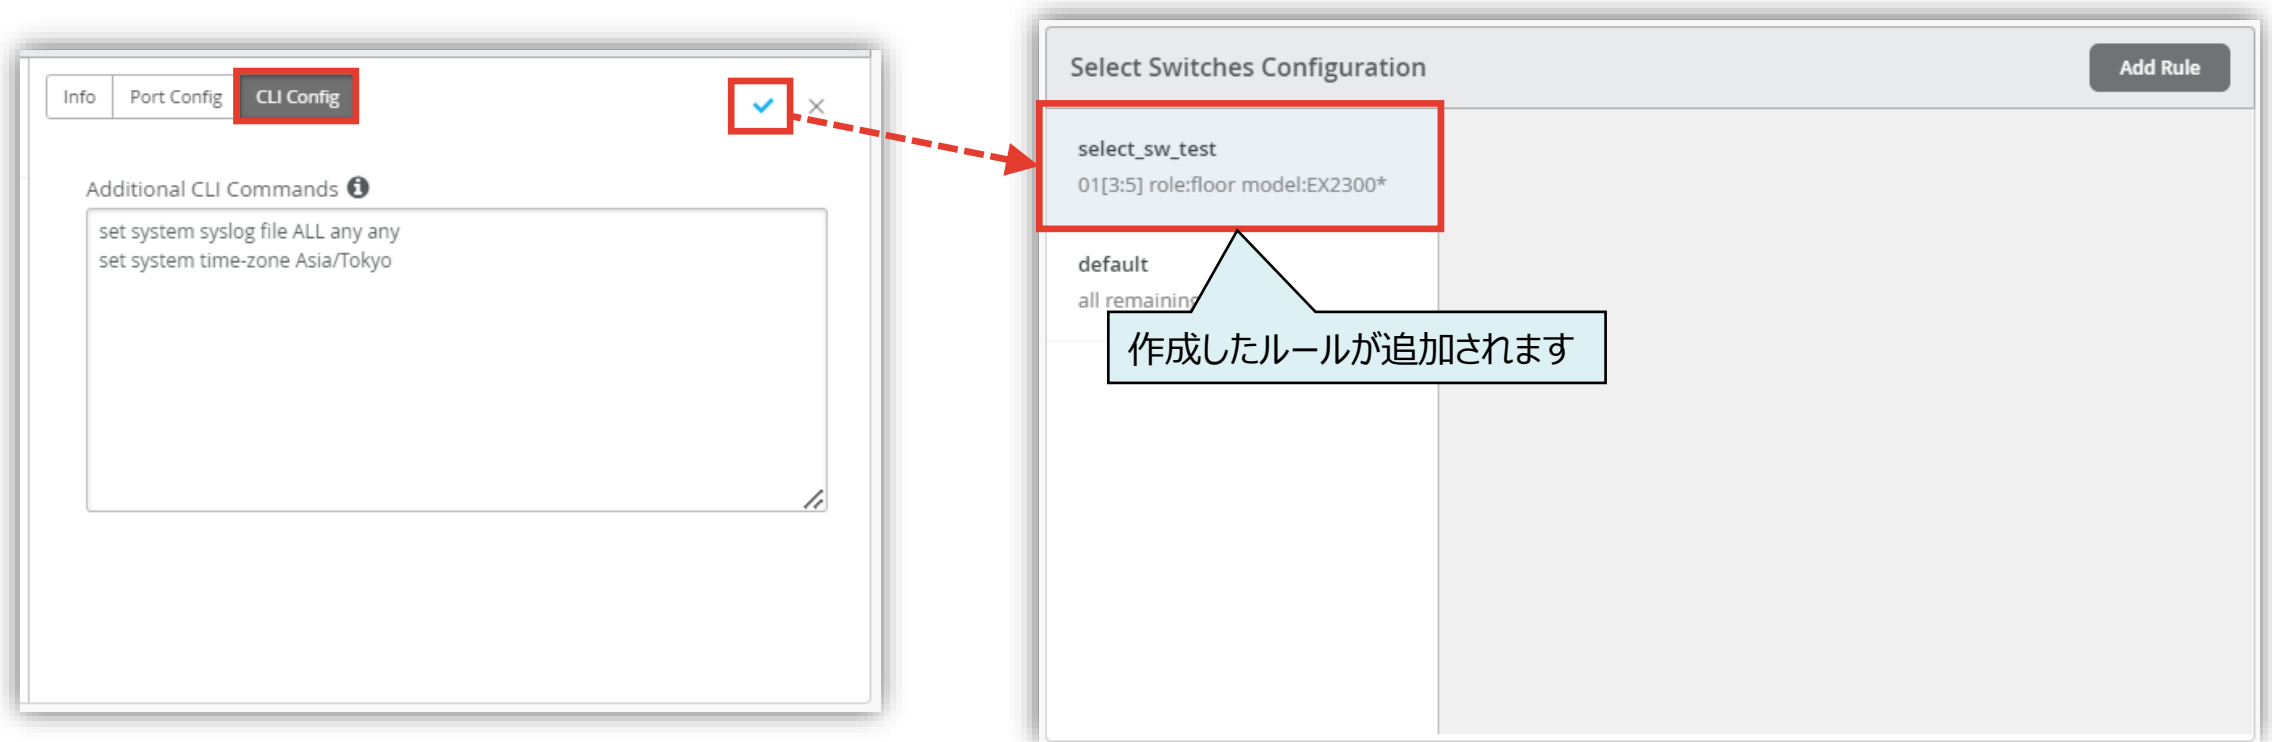 Info Port Config CLI Config
Additional CLI Commands
set system syslog file ALL any any
set system time-zone Asia/Tokyo
Select Switches Configuration
Add Rule
select_sw_test
01[3:5] role:floor model:EX2300*
default
all remaining
作成したルールが追加されます